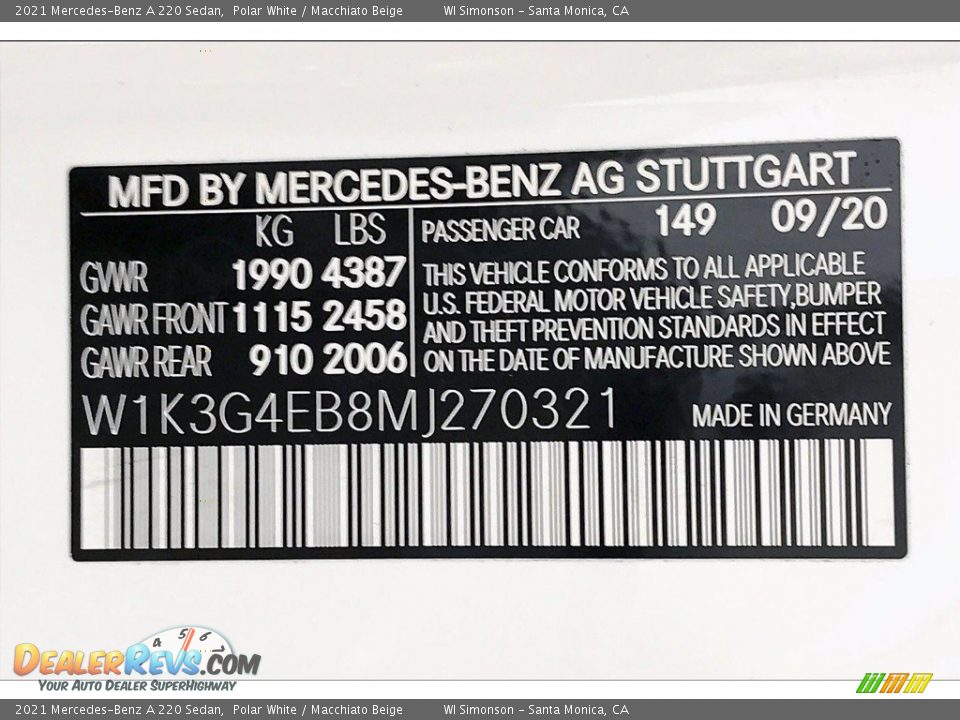 2021 Mercedes-Benz A 220 Sedan, Polar White / Macchiato Beige WI Simonson - Santa Monica, CA
MFD BY MERCEDES-BENZ AG STUTTGART
KG LBS
GVWR 1990 4387
GAWR FRONT 1115 2458
GAWR REAR 910 2006
PASSENGER CAR 149 09/20
THIS VEHICLE CONFORMS TO ALL APPLICABLE
U.S. FEDERAL MOTOR VEHICLE SAFETY, BUMPER
AND THEFT PREVENTION STANDARDS IN EFFECT
ON THE DATE OF MANUFACTURE SHOWN ABOVE
W1K3G4EB8MJ270321 MADE IN GERMANY
4 5 6
DEALERREVS.COM
YOUR AUTO DEALER SUPERHIGHWAY
2021 Mercedes-Benz A 220 Sedan, Polar White / Macchiato Beige WI Simonson - Santa Monica, CA